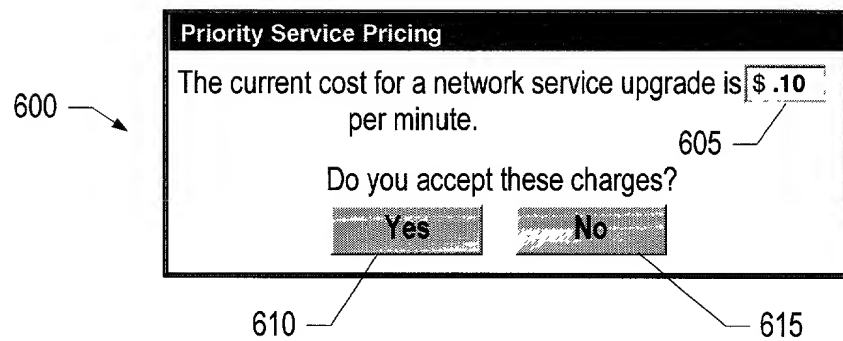 Priority Service Pricing
The current cost for a network service upgrade is $ .10
per minute.
600
605
Do you accept these charges?
Yes No
610 615